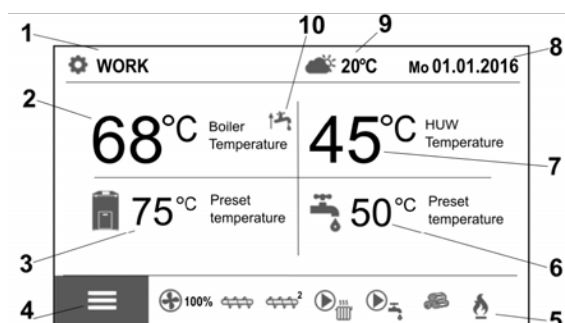 1
10
9
8
WORK
20°C
Mo 01.01.2016
2
68°C
Boiler
Temperature
45°C
HUW
Temperature
7
75°C
Preset
temperature
50°C
Preset
temperature
3
6
4
100%
2
5